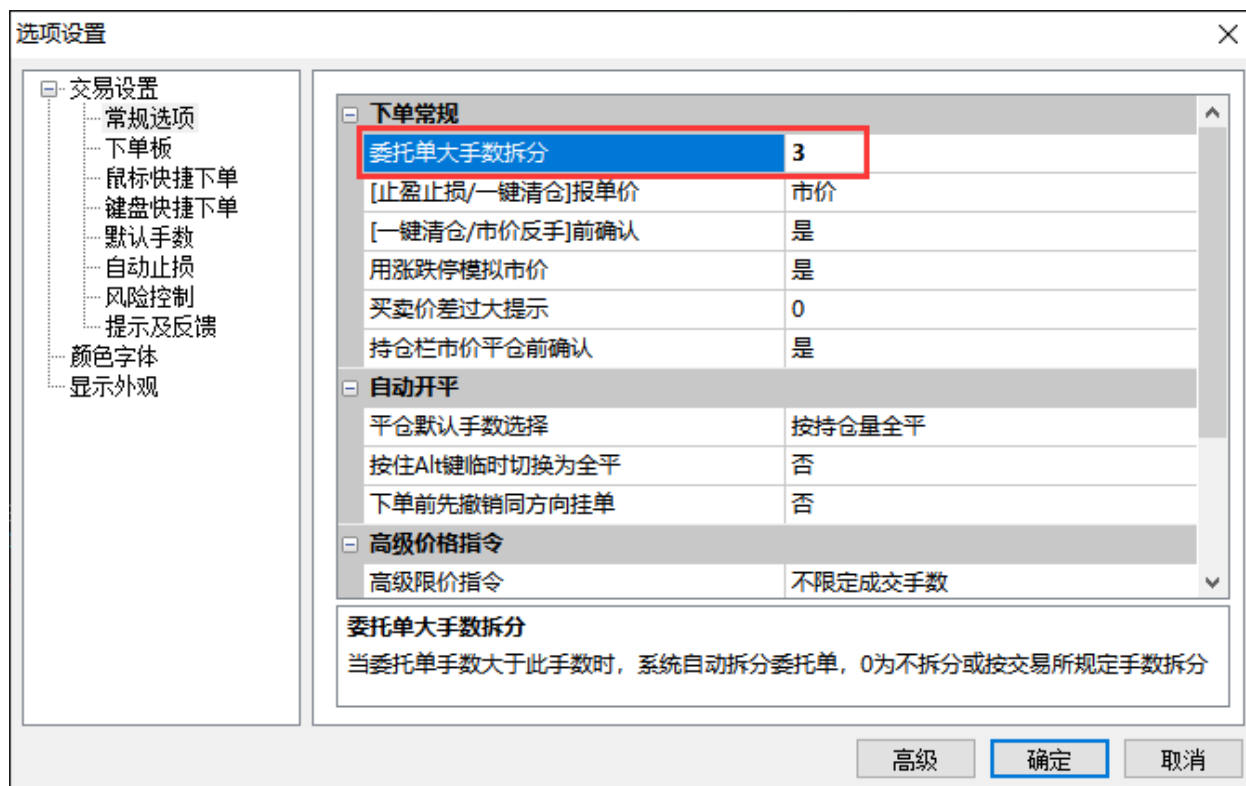 选项设置
交易设置
常规选项
下单板
鼠标快捷下单
键盘快捷下单
默认手数
自动止损
风险控制
提示及反馈
颜色字体
显示外观
下单常规
委托单大手数拆分 3
[止盈止损/一键清仓]报单价 市价
[一键清仓/市价反手]前确认 是
用涨跌停模拟市价 是
买卖价差过大提示 0
持仓栏市价平仓前确认 是
自动开平
平仓默认手数选择 按持仓量全平
按住Alt键临时切换为全平 否
下单前先撤销同方向挂单 否
高级价格指令
高级限价指令 不限定成交手数
委托单大手数拆分
当委托单手数大于此手数时，系统自动拆分委托单，0为不拆分或按交易所规定手数拆分
高级 确定 取消